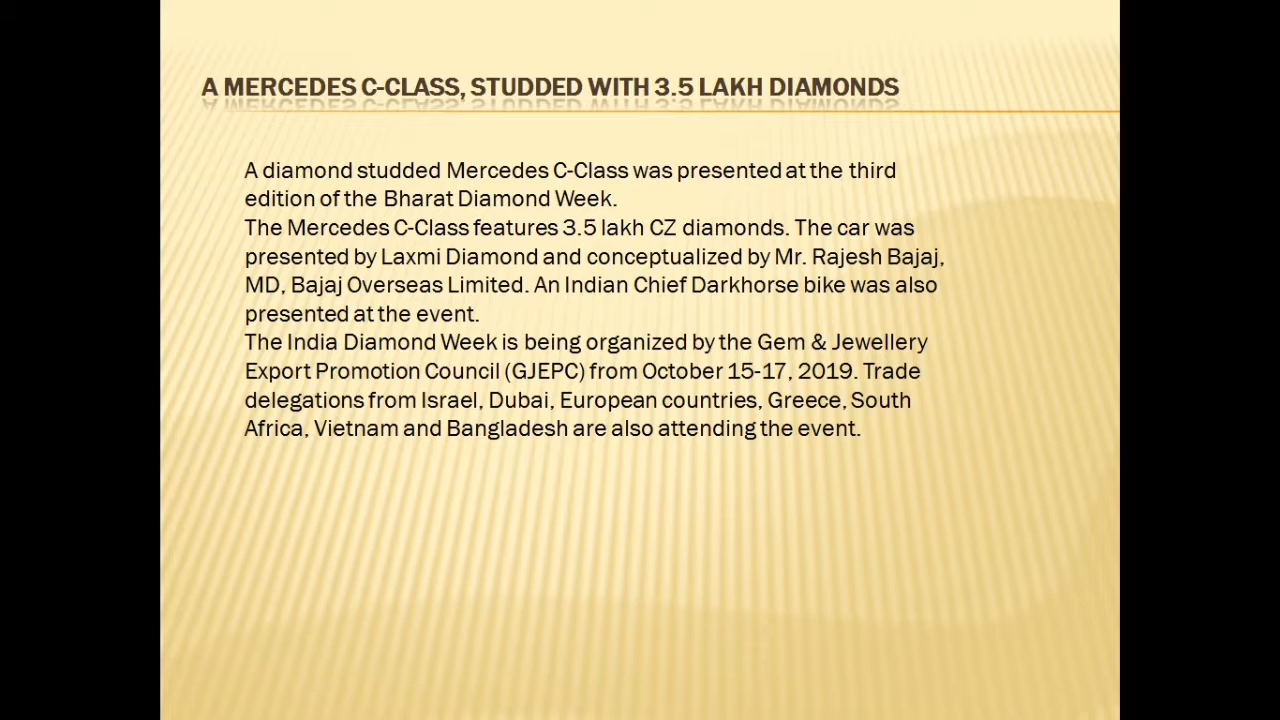 A MERCEDES C-CLASS, STUDDED WITH 3.5 LAKH DIAMONDS
A diamond studded Mercedes C-Class was presented at the third
edition of the Bharat Diamond Week.
The Mercedes C-Class features 3.5 lakh CZ diamonds. The car was
presented by Laxmi Diamond and conceptualized by Mr. Rajesh Bajaj,
MD, Bajaj Overseas Limited. An Indian Chief Darkhorse bike was also
presented at the event.
The India Diamond Week is being organized by the Gem & Jewellery
Export Promotion Council (GJEPC) from October 15-17, 2019. Trade
delegations from Israel, Dubai, European countries, Greece, South
Africa, Vietnam and Bangladesh are also attending the event.